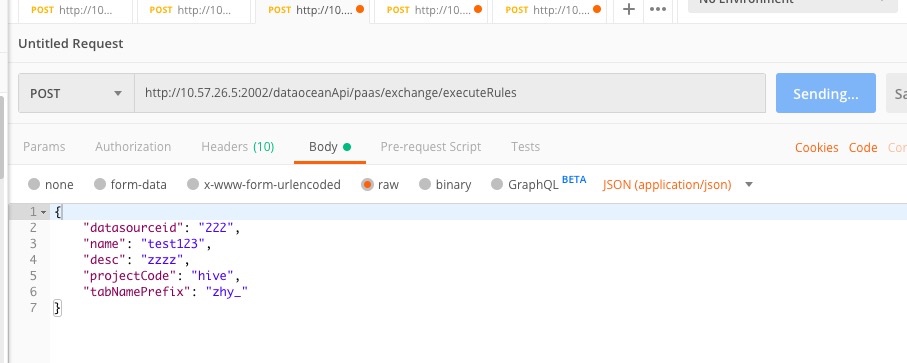 POST http://10... POST http://10... POST http://10.... POST http://10.... POST http://10.... + ••• No Environment
Untitled Request
POST http://10.57.26.5:2002/dataoceanApi/paas/exchange/executeRules Sending... Sa
Params Authorization Headers (10) Body Pre-request Script Tests Cookies Code Con
none form-data x-www-form-urlencoded raw binary GraphQL BETA JSON (application/json)
1 {
2 "datasourceid": "222",
3 "name": "test123",
4 "desc": "zzzz",
5 "projectCode": "hive",
6 "tabNamePrefix": "zhy_"
7 }